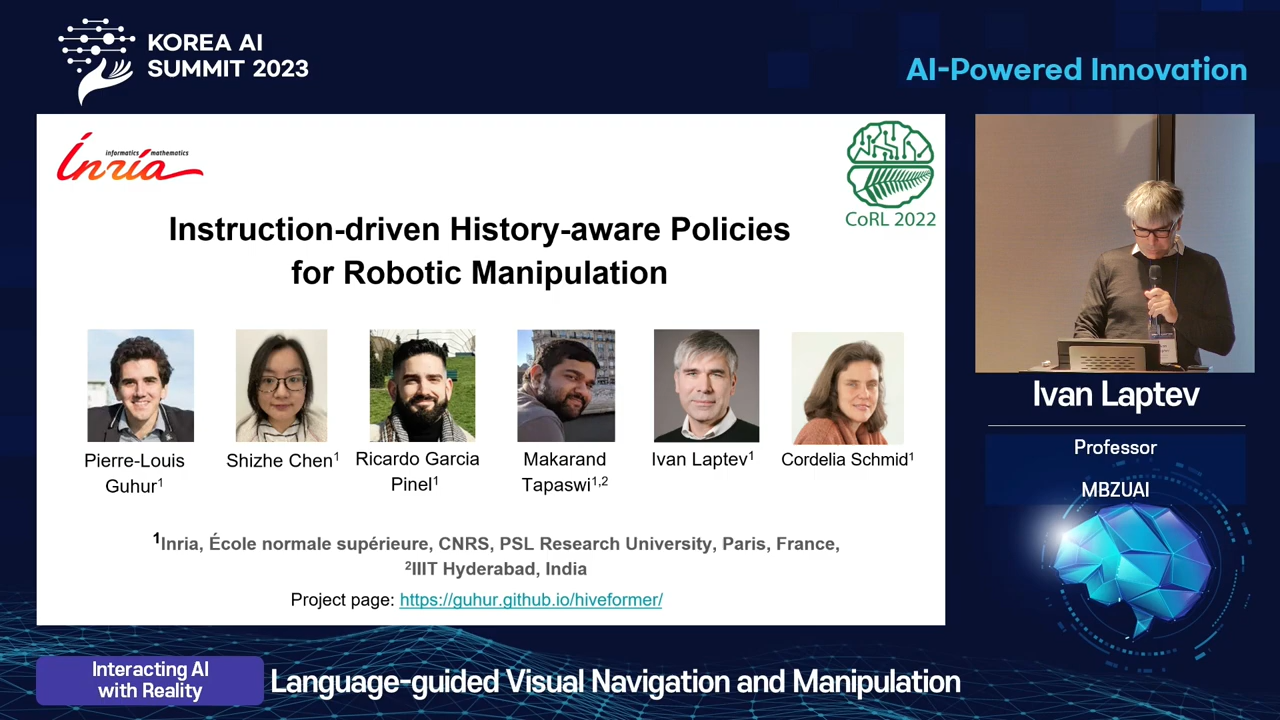 KOREA AI
SUMMIT 2023
AI-Powered Innovation
informatics mathematics
Inria
CoRL 2022
Instruction-driven History-aware Policies
for Robotic Manipulation
Pierre-Louis
Guhur¹
Shizhe Chen¹
Ricardo Garcia
Pinel¹
Makarand
Tapaswi¹,²
Ivan Laptev¹
Cordelia Schmid¹
¹Inria, École normale supérieure, CNRS, PSL Research University, Paris, France,
²IIIT Hyderabad, India
Project page: https://guhur.github.io/hiveformer/
Ivan Laptev
Professor
MBZUAI
Interacting AI
with Reality
Language-guided Visual Navigation and Manipulation